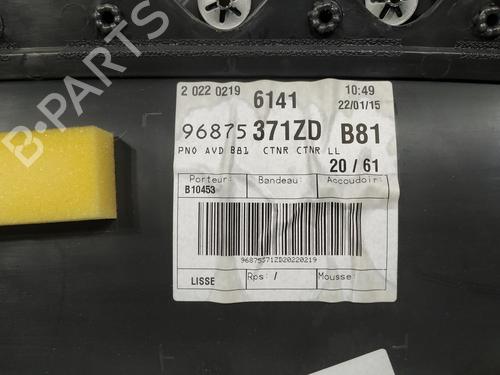 2 022 0219 6141 10:49
22/01/15
96875 371ZD B81
PNO AVD B81 CTNR CTNR LL 20 / 61
Porteur: Bandeau: Accoudoir:
B10453
96875371ZD20220219
LISSE Rps: / Mousse:
B-PARTS